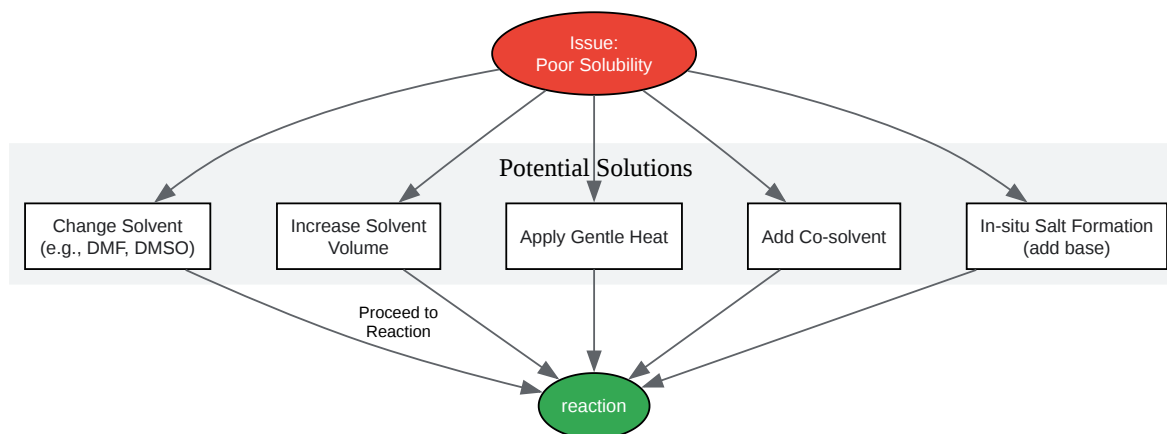 Issue:
Poor Solubility
Potential Solutions
Change Solvent
(e.g., DMF, DMSO)
Increase Solvent
Volume
Apply Gentle Heat
Add Co-solvent
In-situ Salt Formation
(add base)
Proceed to
Reaction
reaction